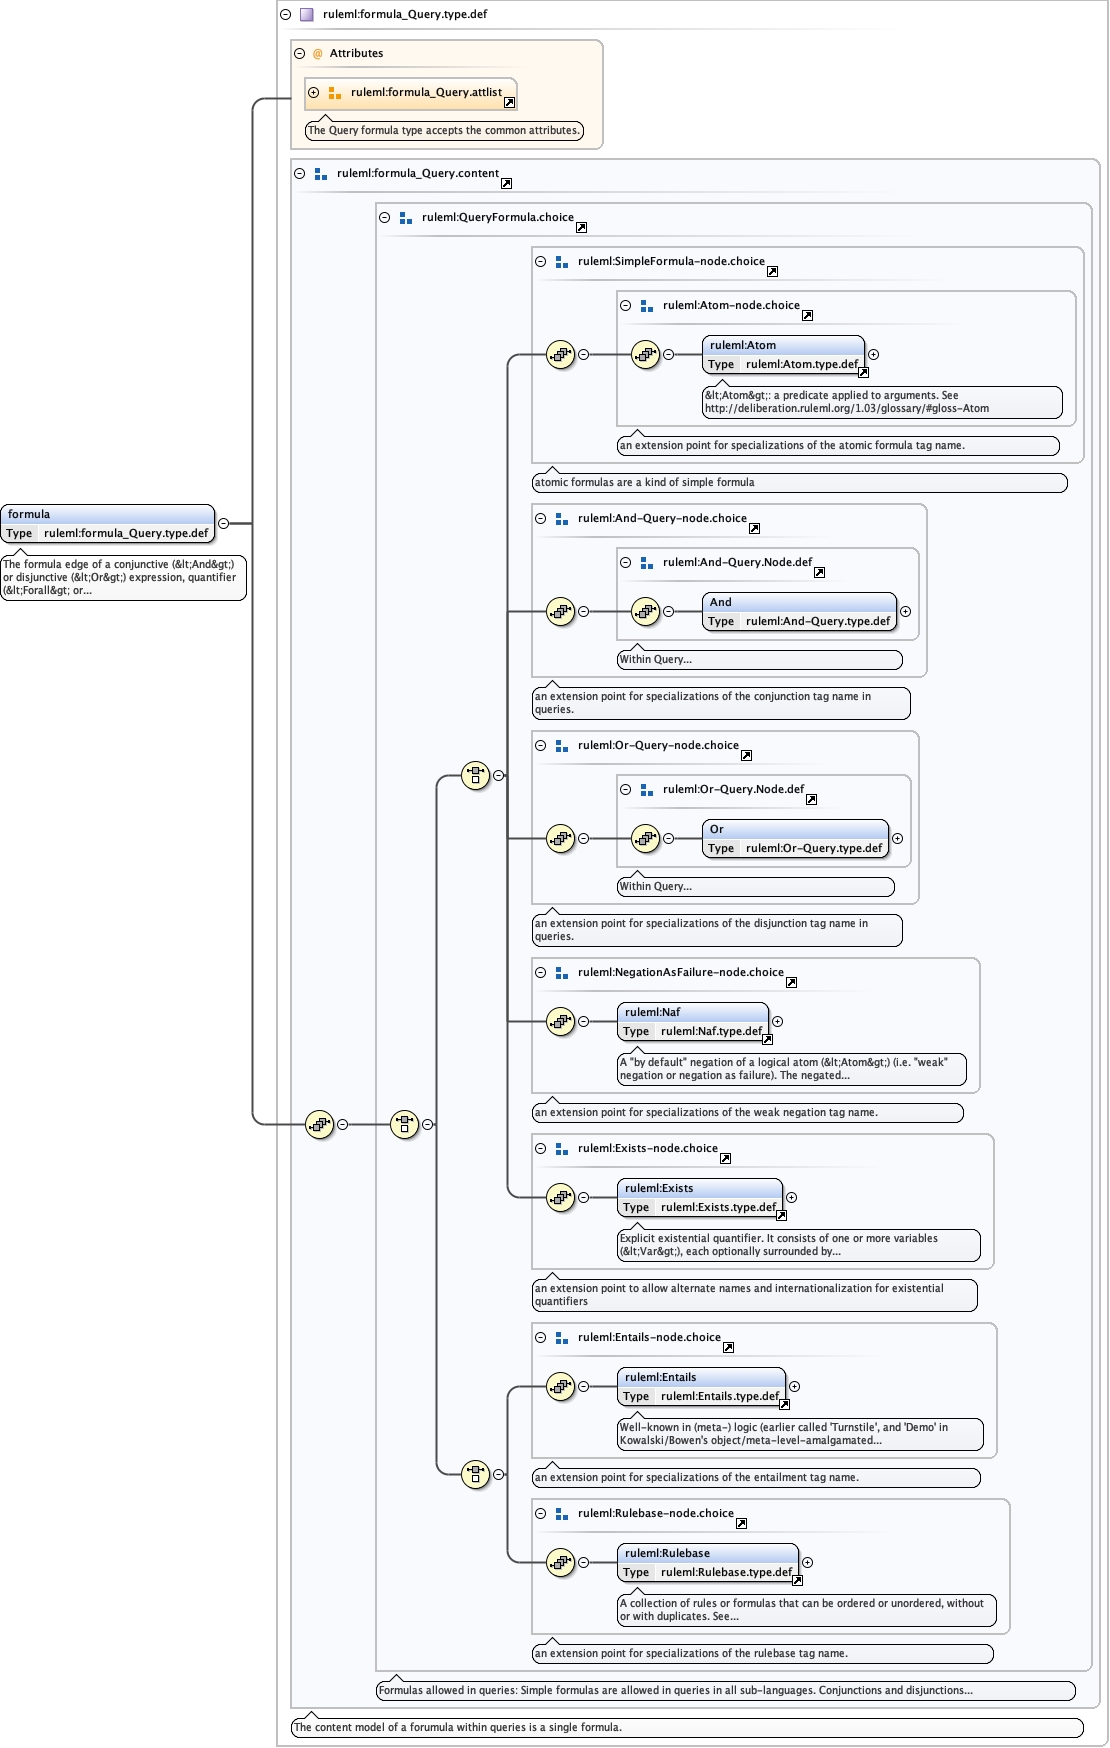 ruleml:formula_Query.type.def
@ Attributes
ruleml:formula_Query.attlist
The Query formula type accepts the common attributes.
ruleml:formula_Query.content
ruleml:QueryFormula.choice
ruleml:SimpleFormula-node.choice
ruleml:Atom-node.choice
ruleml:Atom
Type ruleml:Atom.type.def
&lt;Atom&gt;: a predicate applied to arguments. See
http://deliberation.ruleml.org/1.03/glossary/#gloss-Atom
an extension point for specializations of the atomic formula tag name.
atomic formulas are a kind of simple formula
formula
Type ruleml:formula_Query.type.def
The formula edge of a conjunctive (&lt;And&gt;)
or disjunctive (&lt;Or&gt;) expression, quantifier
(&lt;Forall&gt; or...
ruleml:And-Query-node.choice
ruleml:And-Query.Node.def
And
Type ruleml:And-Query.type.def
Within Query...
an extension point for specializations of the conjunction tag name in
queries.
ruleml:Or-Query-node.choice
ruleml:Or-Query.Node.def
Or
Type ruleml:Or-Query.type.def
Within Query...
an extension point for specializations of the disjunction tag name in
queries.
ruleml:NegationAsFailure-node.choice
ruleml:Naf
Type ruleml:Naf.type.def
A "by default" negation of a logical atom (&lt;Atom&gt;) (i.e. "weak"
negation or negation as failure). The negated...
an extension point for specializations of the weak negation tag name.
ruleml:Exists-node.choice
ruleml:Exists
Type ruleml:Exists.type.def
Explicit existential quantifier. It consists of one or more variables
(&lt;Var&gt;), each optionally surrounded by...
an extension point to allow alternate names and internationalization for existential
quantifiers
ruleml:Entails-node.choice
ruleml:Entails
Type ruleml:Entails.type.def
Well-known in (meta-) logic (earlier called 'Turnstile', and 'Demo' in
Kowalski/Bowen's object/meta-level-amalgamated...
an extension point for specializations of the entailment tag name.
ruleml:Rulebase-node.choice
ruleml:Rulebase
Type ruleml:Rulebase.type.def
A collection of rules or formulas that can be ordered or unordered, without
or with duplicates. See...
an extension point for specializations of the rulebase tag name.
Formulas allowed in queries: Simple formulas are allowed in queries in all sub-languages. Conjunctions and disjunctions...
The content model of a forumula within queries is a single formula.